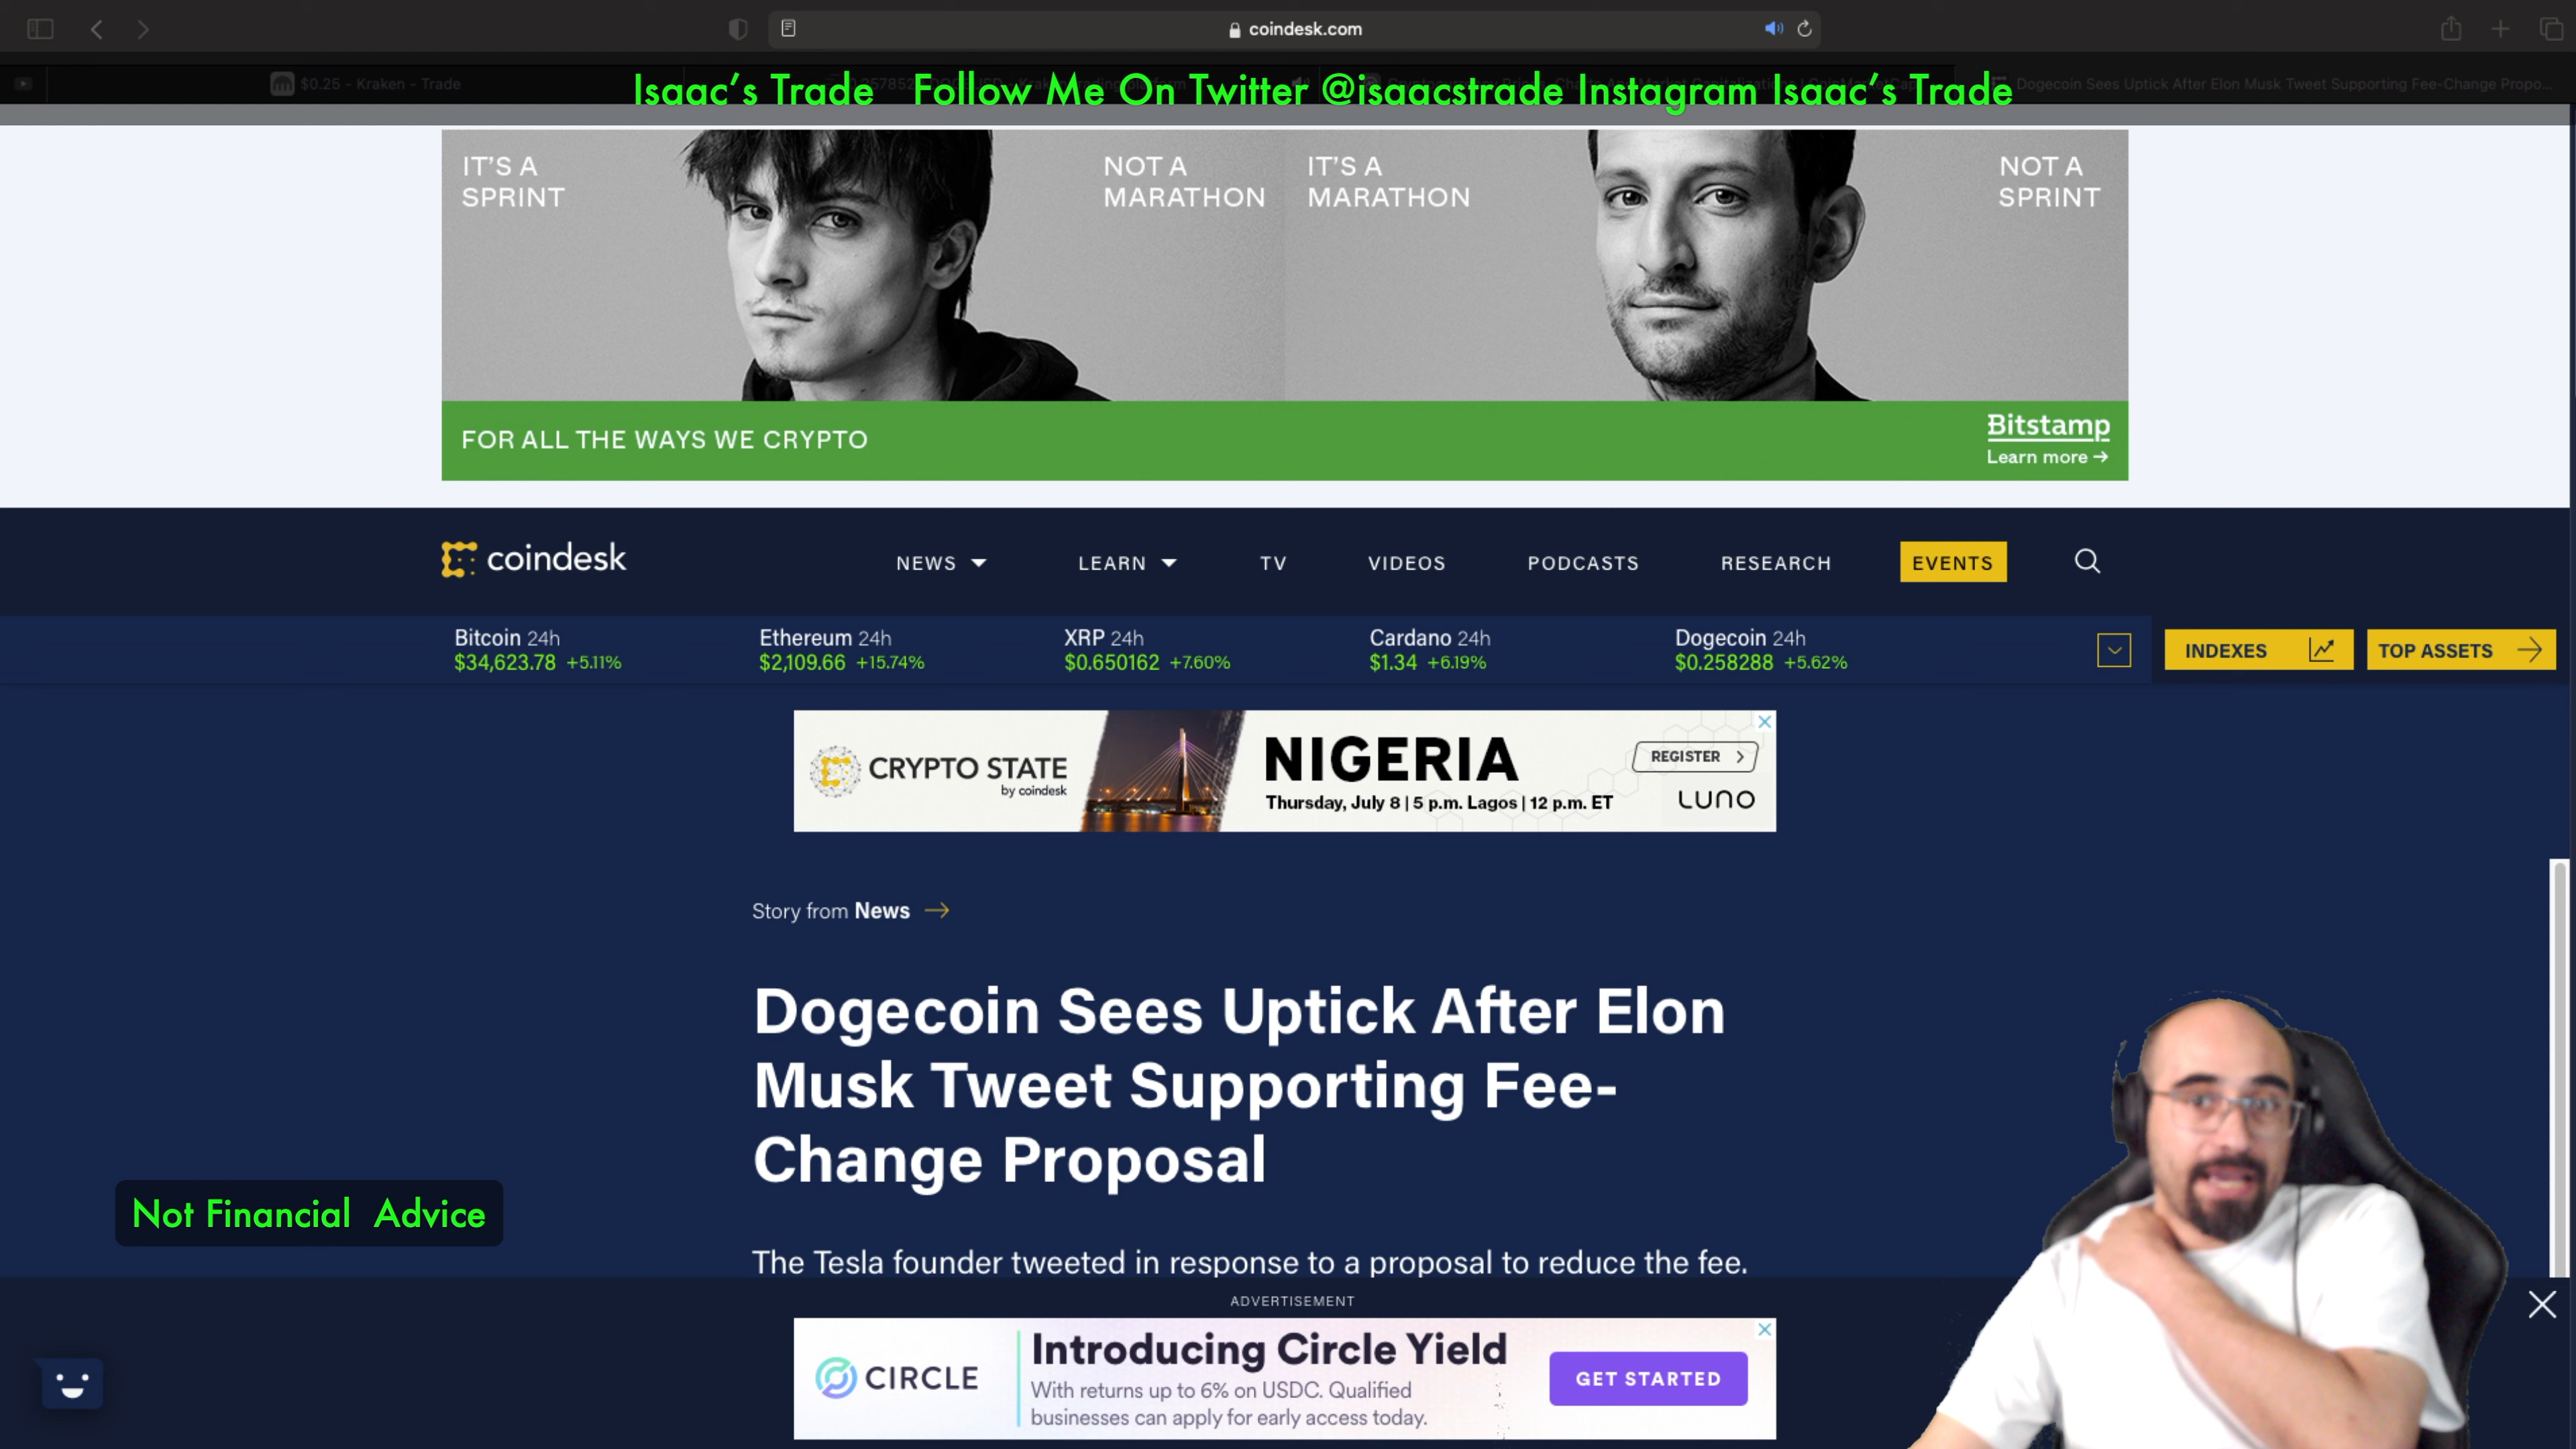 coindesk.com
$0.25 - Kraken - Trade
Isaac's Trade Follow Me On Twitter @isaacstrade Instagram Isaac's Trade
Dogecoin Sees Uptick After Elon Musk Tweet Supporting Fee-Change Propo...
IT'S A
SPRINT
NOT A
MARATHON
IT'S A
MARATHON
NOT A
SPRINT
FOR ALL THE WAYS WE CRYPTO
Bitstamp
Learn more →
coindesk
NEWS LEARN TV VIDEOS PODCASTS RESEARCH EVENTS
Bitcoin 24h
$34,623.78 +5.11%
Ethereum 24h
$2,109.66 +15.74%
XRP 24h
$0.650162 +7.60%
Cardano 24h
$1.34 +6.19%
Dogecoin 24h
$0.258288 +5.62%
INDEXES
TOP ASSETS
CRYPTO STATE
by coindesk
NIGERIA
Thursday, July 8 | 5 p.m. Lagos | 12 p.m. ET
REGISTER
LUNO
Story from News →
Dogecoin Sees Uptick After Elon
Musk Tweet Supporting Fee-
Change Proposal
Not Financial Advice
The Tesla founder tweeted in response to a proposal to reduce the fee.
ADVERTISEMENT
CIRCLE
Introducing Circle Yield
With returns up to 6% on USDC. Qualified
businesses can apply for early access today.
GET STARTED